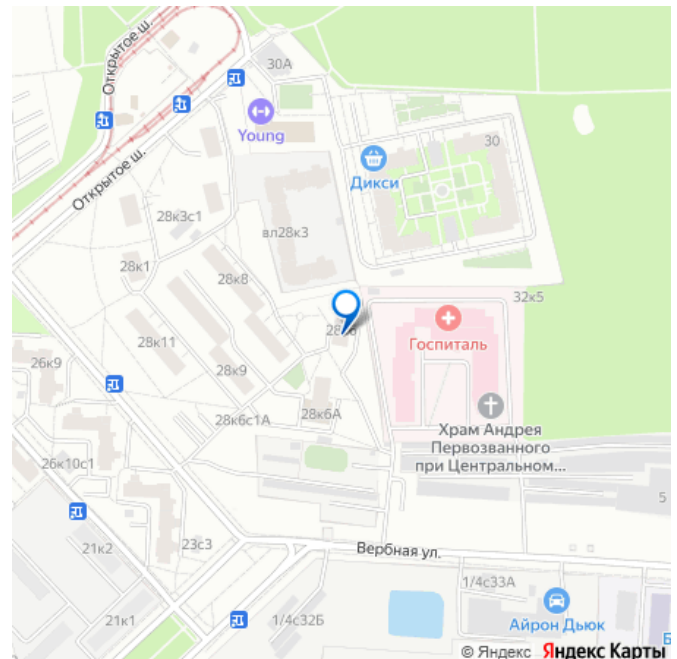 Открытое ш.
30А
Young
30
Дикси
Открытое ш.
28к3с1
вл28к3
28к1
28к8
32к5
Госпиталь
28к11
26к9
28к9
28к6А
28к6с1А
Храм Андрея
Первозванного
при Центральном...
26к10с1
5
21к2
23с3
Вербная ул.
1/4с33А
21к1
1/4с32Б
Айрон Дьюк
Б
© Яндекс Яндекс Карты